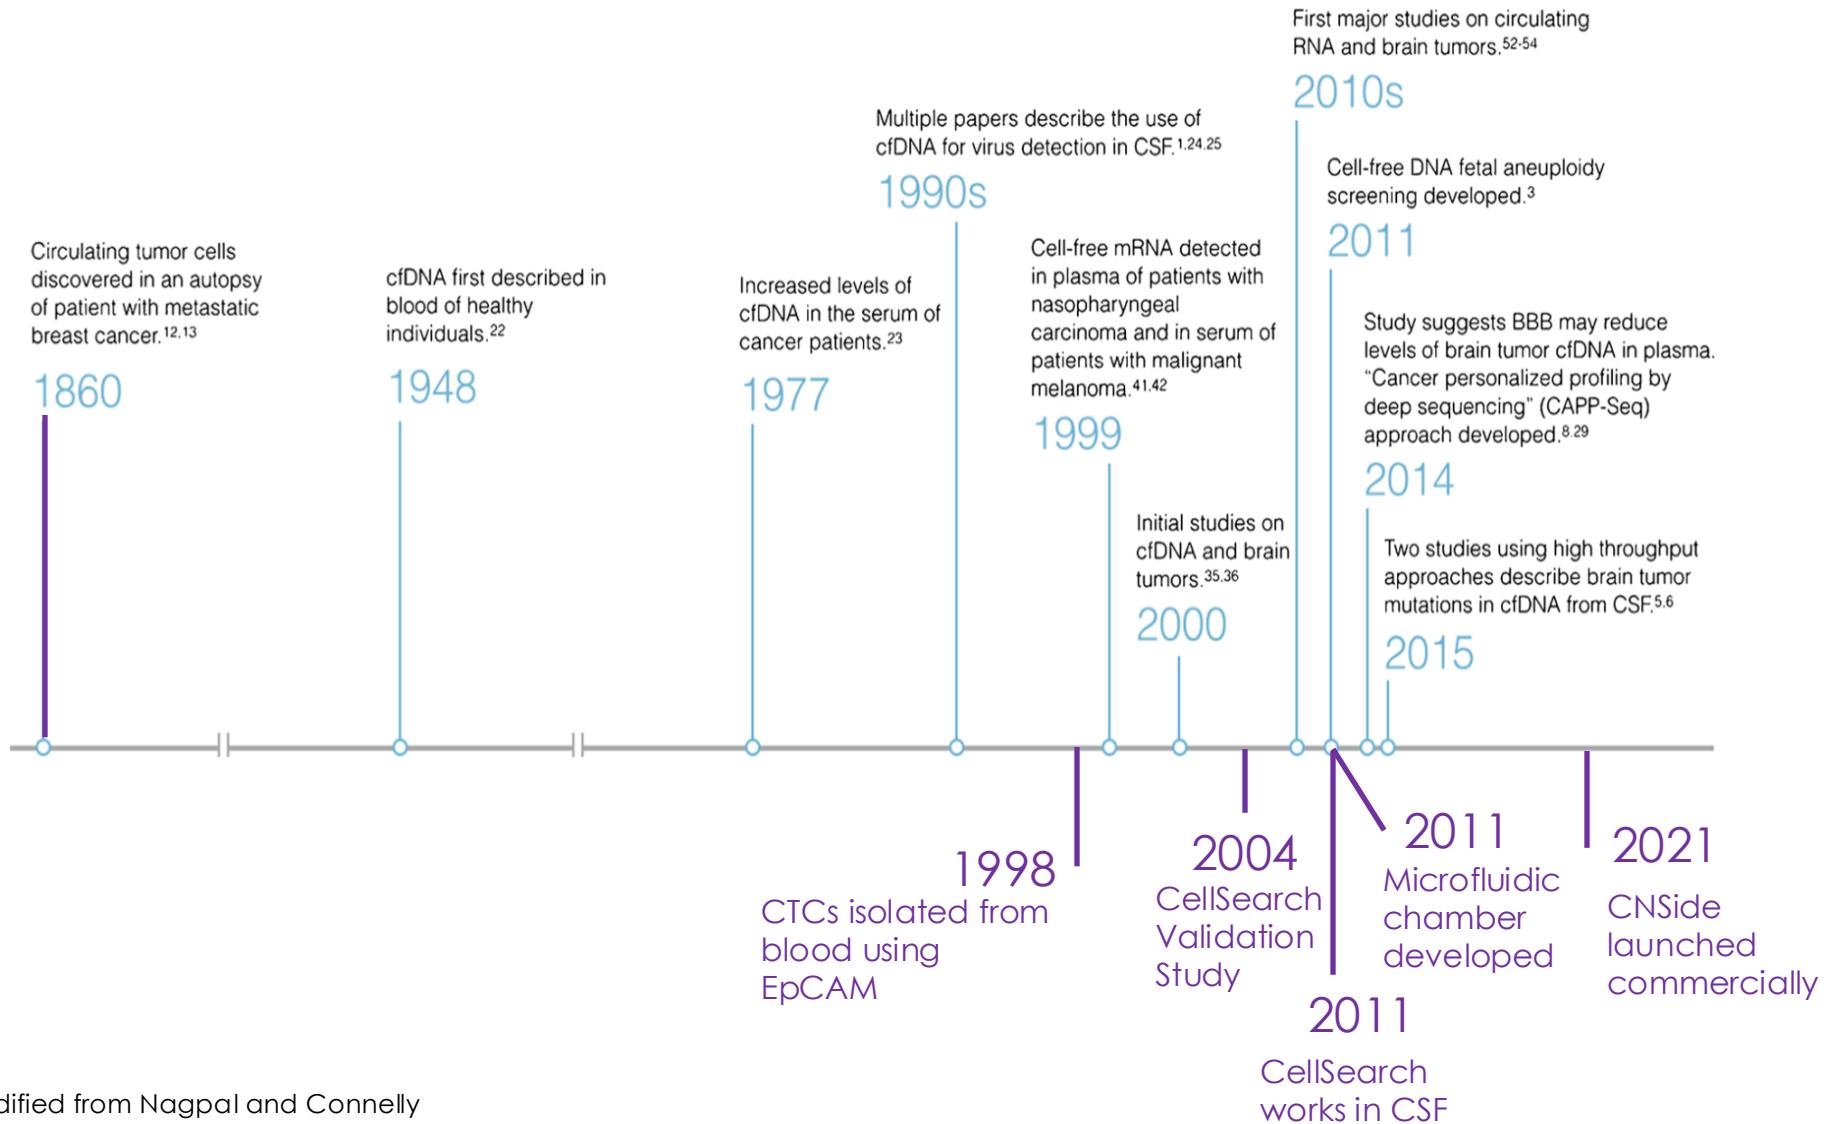 Circulating tumor cells
discovered in an autopsy
of patient with metastatic
breast cancer.12,13
1860
cfDNA first described in
blood of healthy
individuals.22
1948
Increased levels of
cfDNA in the serum of
cancer patients.23
1977
Multiple papers describe the use of
cfDNA for virus detection in CSF.1,24,25
1990s
Cell-free mRNA detected
in plasma of patients with
nasopharyngeal
carcinoma and in serum of
patients with malignant
melanoma.41,42
1999
Initial studies on
cfDNA and brain
tumors.35,36
2000
First major studies on circulating
RNA and brain tumors.52-54
2010s
Cell-free DNA fetal aneuploidy
screening developed.3
2011
Study suggests BBB may reduce
levels of brain tumor cfDNA in plasma.
“Cancer personalized profiling by
deep sequencing” (CAPP-Seq)
approach developed.8,29
2014
Two studies using high throughput
approaches describe brain tumor
mutations in cfDNA from CSF.5,6
2015
1998
CTCs isolated from
blood using
EpCAM
2004
CellSearch
Validation
Study
2011
CellSearch
works in CSF
2011
Microfluidic
chamber
developed
2021
CNSide
launched
commercially
dified from Nagpal and Connelly